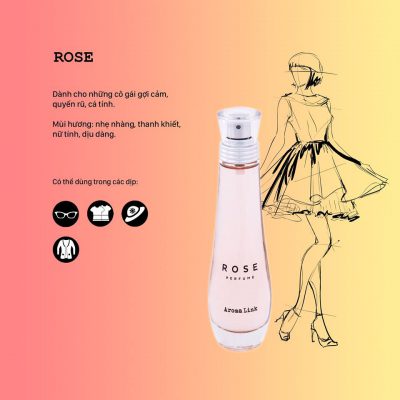 ROSE
Dành cho những cô gái gợi cảm,
quyến rũ, cá tính.
Mùi hương: nhẹ nhàng, thanh khiết,
nữ tính, dịu dàng.
Có thể dùng trong các dịp:
ROSE
PERFUME
Aroma Link